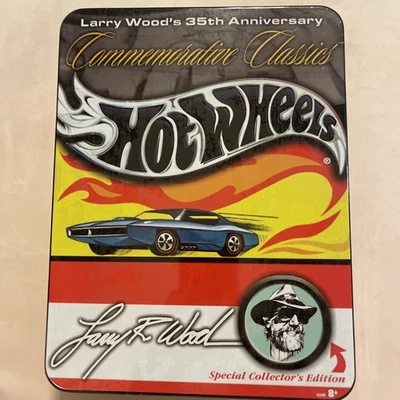 Larry Wood's 35th Anniversary
Commemorative Classics
HOT WHEELS
®
Larry R Wood
Special Collector's Edition
8+